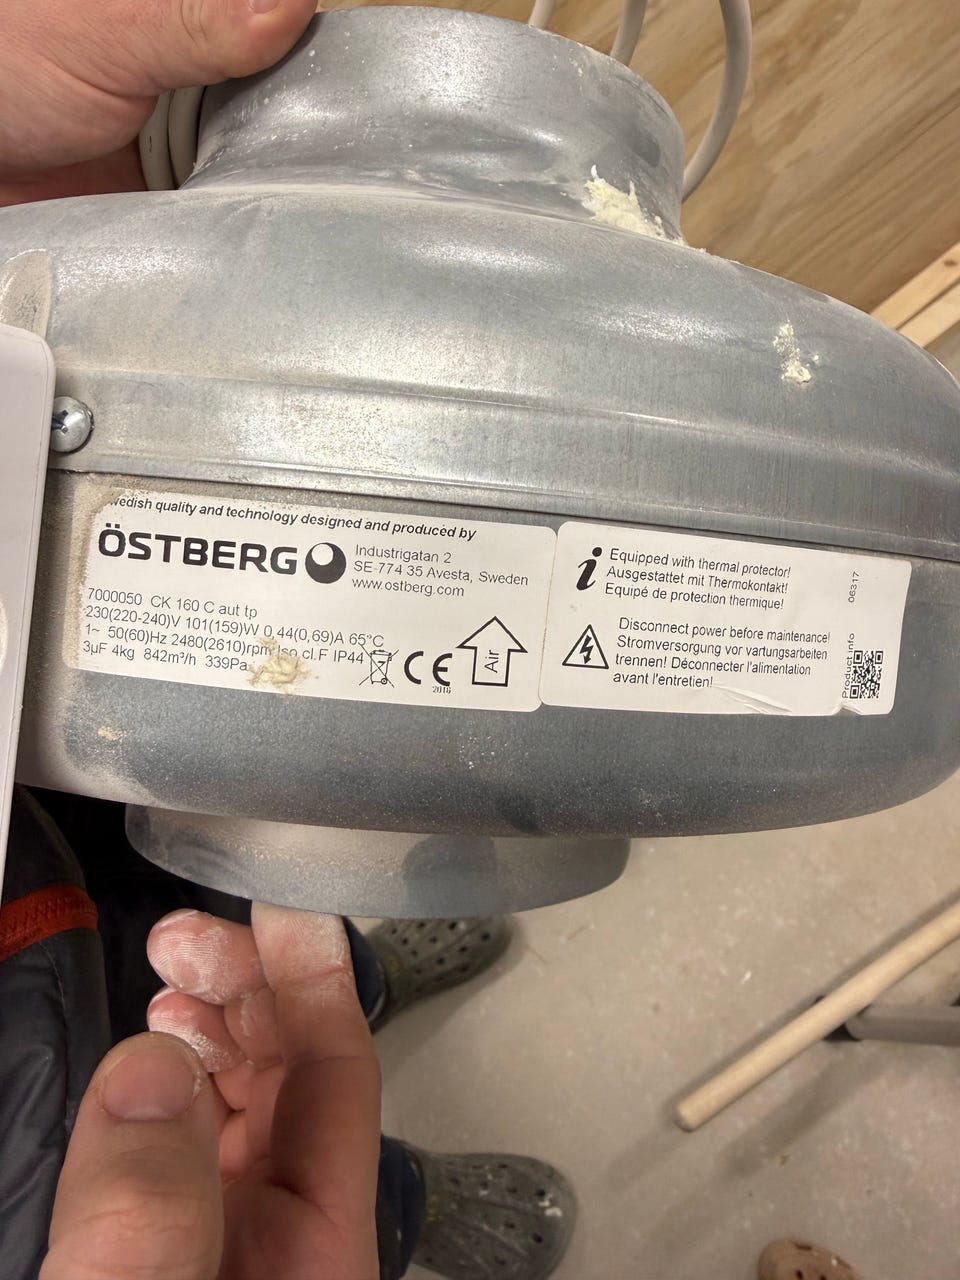 Swedish quality and technology designed and produced by
ÖSTBERG
Industrigatan 2
SE-774 35 Avesta, Sweden
www.ostberg.com
7000050 CK 160 C aut tp
230(220-240)V 101(159)W 0,44(0,69)A 65°C
1~ 50(60)Hz 2480(2610)rpm Iso.cl.F IP44
3µF 4kg 842m³/h 339Pa
CE
2016
Air
i
Equipped with thermal protector!
Ausgestattet mit Thermokontakt!
Equipé de protection thermique!
Disconnect power before maintenance!
Stromversorgung vor vartungsarbeiten
trennen! Déconnecter l'alimentation
avant l'entretien!
06317
Product info